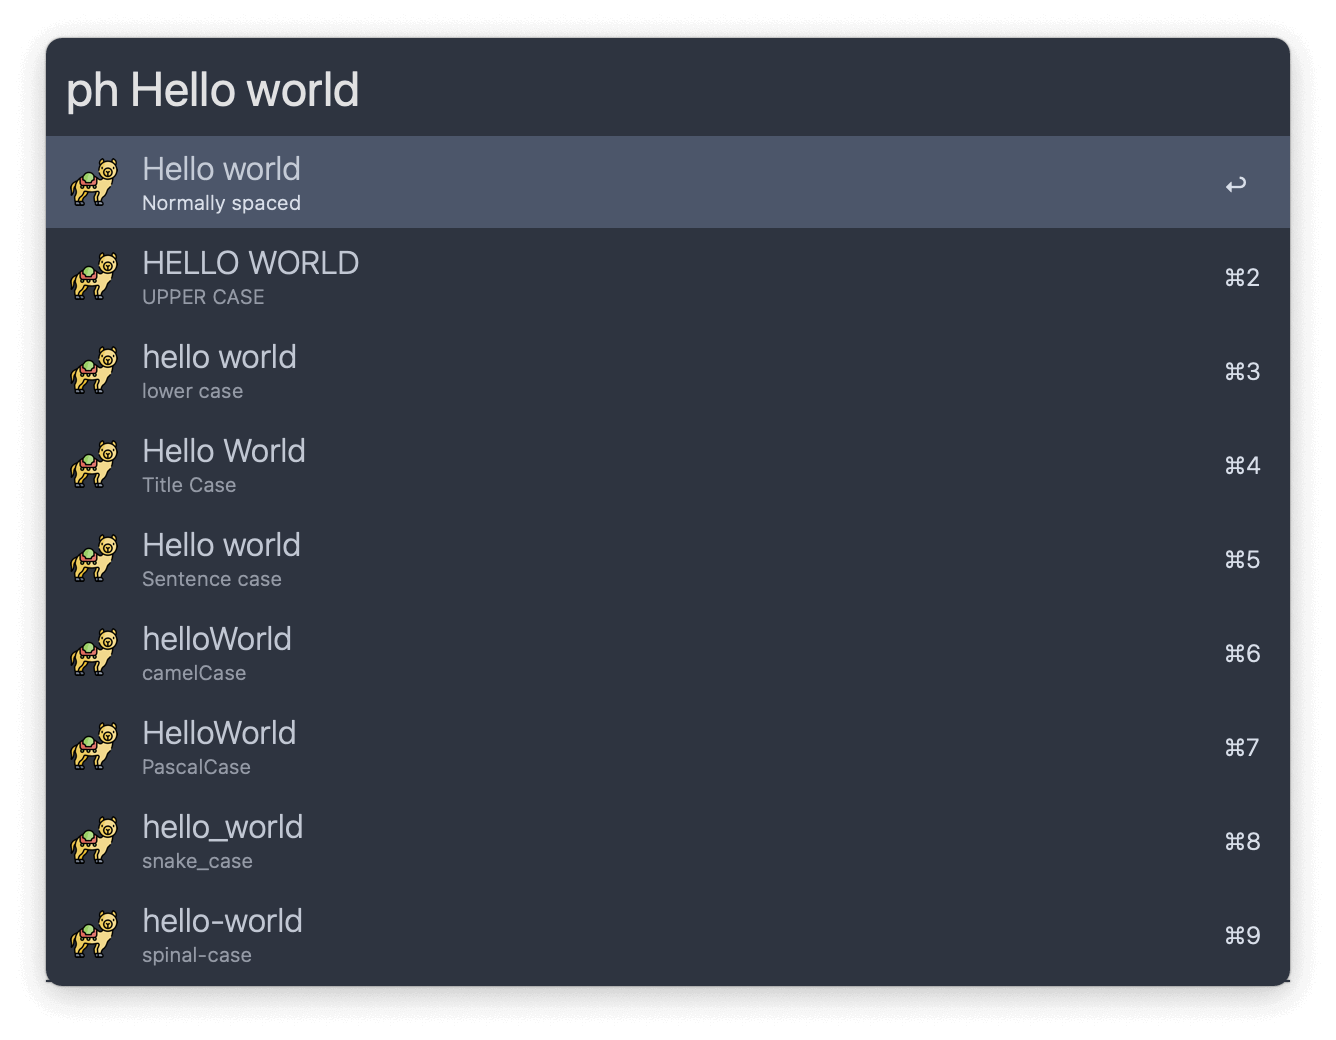 ph Hello world
Hello world
Normally spaced
↩
HELLO WORLD
UPPER CASE
⌘2
hello world
lower case
⌘3
Hello World
Title Case
⌘4
Hello world
Sentence case
⌘5
helloWorld
camelCase
⌘6
HelloWorld
PascalCase
⌘7
hello_world
snake_case
⌘8
hello-world
spinal-case
⌘9